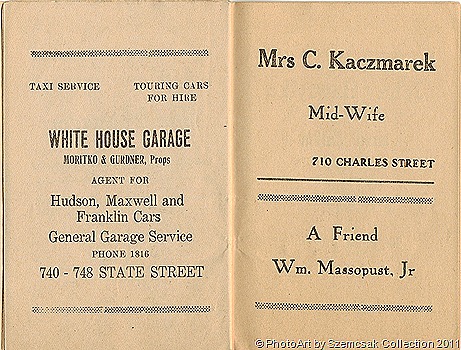 TAXI SERVICE TOURING CARS
FOR HIRE
WHITE HOUSE GARAGE
MORITKO & GURDNER, Props
AGENT FOR
Hudson, Maxwell and
Franklin Cars
General Garage Service
PHONE 1816
740 - 748 STATE STREET
Mrs C. Kaczmarek
Mid-Wife
710 CHARLES STREET
A Friend
Wm. Massopust, Jr
© PhotoArt by Szemcsak Collection 2011